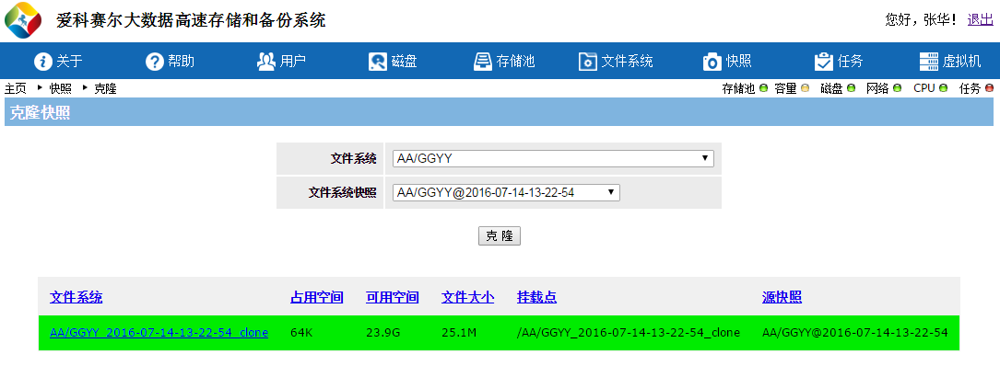 爱科赛尔大数据高速存储和备份系统
您好，张华！ 退出
关于 帮助 用户 磁盘 存储池 文件系统 快照 任务 虚拟机
主页 快照 克隆
存储池 容量 磁盘 网络 CPU 任务
克隆快照
文件系统 AA/GGYY
文件系统快照 AA/GGYY@2016-07-14-13-22-54
克 隆
文件系统 占用空间 可用空间 文件大小 挂载点 源快照
AA/GGYY_2016-07-14-13-22-54_clone 64K 23.9G 25.1M /AA/GGYY_2016-07-14-13-22-54_clone AA/GGYY@2016-07-14-13-22-54